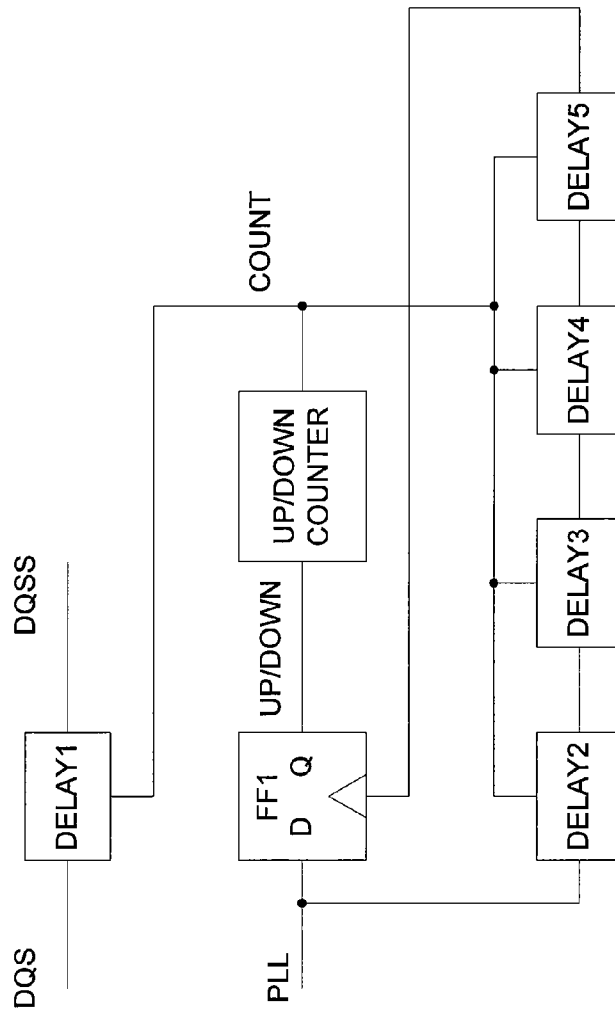 DQS
DELAY1
DQSS
COUNT
PLL
FF1
D Q
UP/DOWN
UP/DOWN
COUNTER
DELAY2
DELAY3
DELAY4
DELAY5